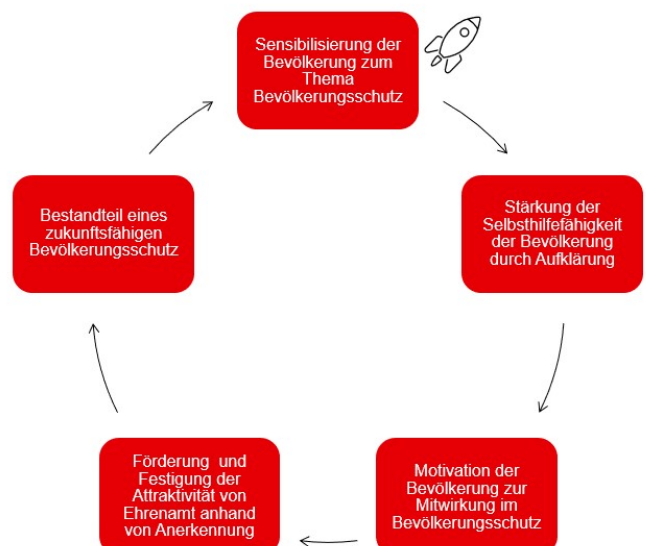 Sensibilisierung der
Bevölkerung zum
Thema
Bevölkerungsschutz
Stärkung der
Selbsthilfefähigkeit
der Bevölkerung
durch Aufklärung
Motivation der
Bevölkerung zur
Mitwirkung im
Bevölkerungsschutz
Förderung und
Festigung der
Attraktivität von
Ehrenamt anhand
von Anerkennung
Bestandteil eines
zukunftsfähigen
Bevölkerungsschutz